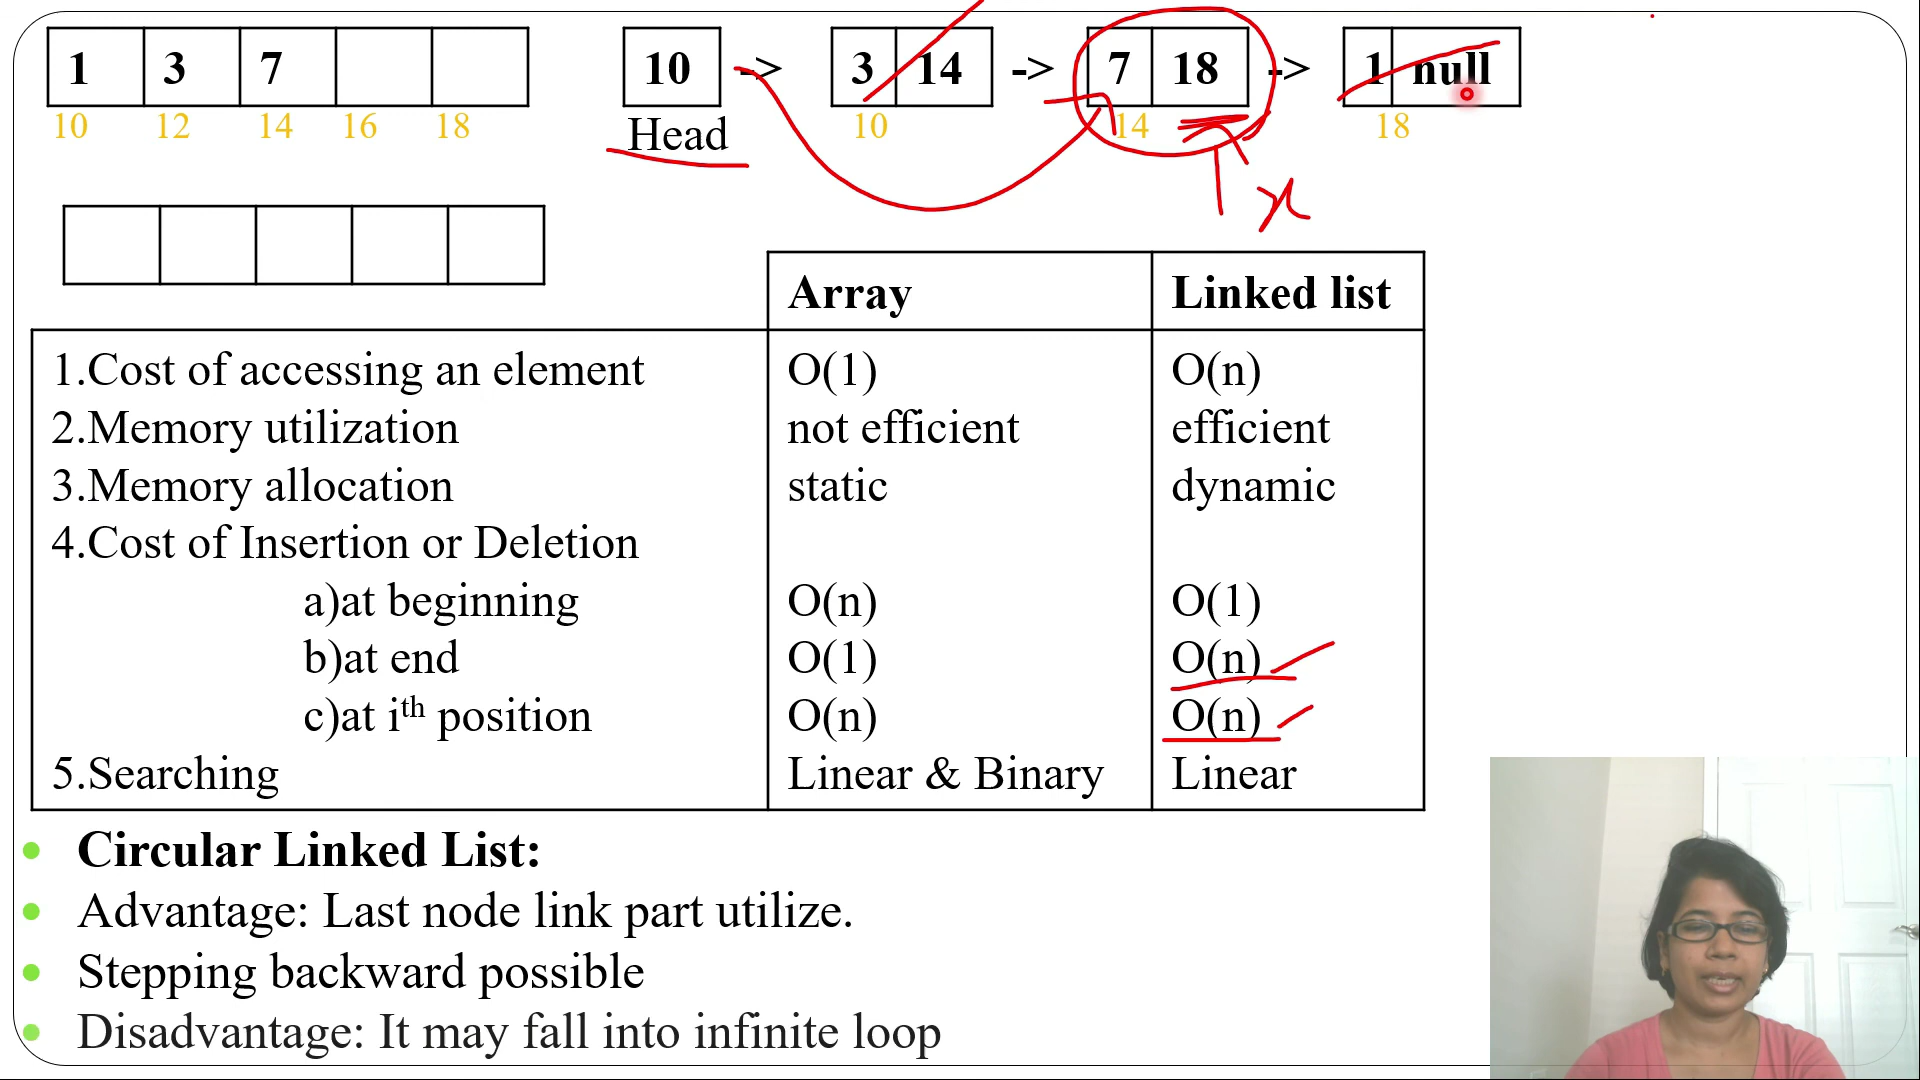 1 3 7
10 12 14 16 18
10 -> 3 14 -> 7 18 -> 1 null
Head 10 14 18
x
Array Linked list
1.Cost of accessing an element O(1) O(n)
2.Memory utilization not efficient efficient
3.Memory allocation static dynamic
4.Cost of Insertion or Deletion
a)at beginning O(n) O(1)
b)at end O(1) O(n)
c)at ith position O(n) O(n)
5.Searching Linear & Binary Linear
• Circular Linked List:
• Advantage: Last node link part utilize.
• Stepping backward possible
• Disadvantage: It may fall into infinite loop